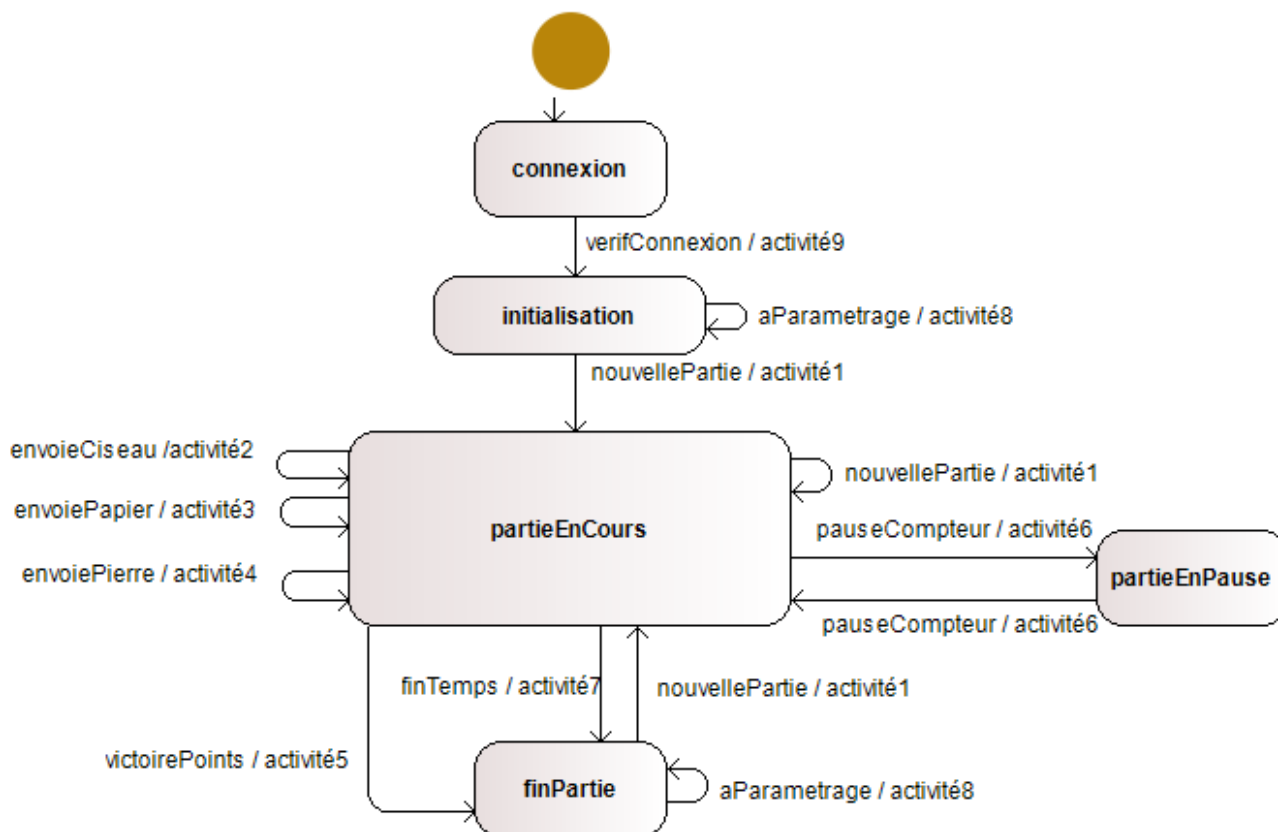 connexion
verifConnexion / activité9
initialisation
aParametrage / activité8
nouvellePartie / activité1
envoieCiseau /activité2
nouvellePartie / activité1
envoiePapier / activité3
partieEnCours
pauseCompteur / activité6
envoiePierre / activité4
partieEnPause
pauseCompteur / activité6
finTemps / activité7
nouvellePartie / activité1
victoirePoints / activité5
finPartie
aParametrage / activité8